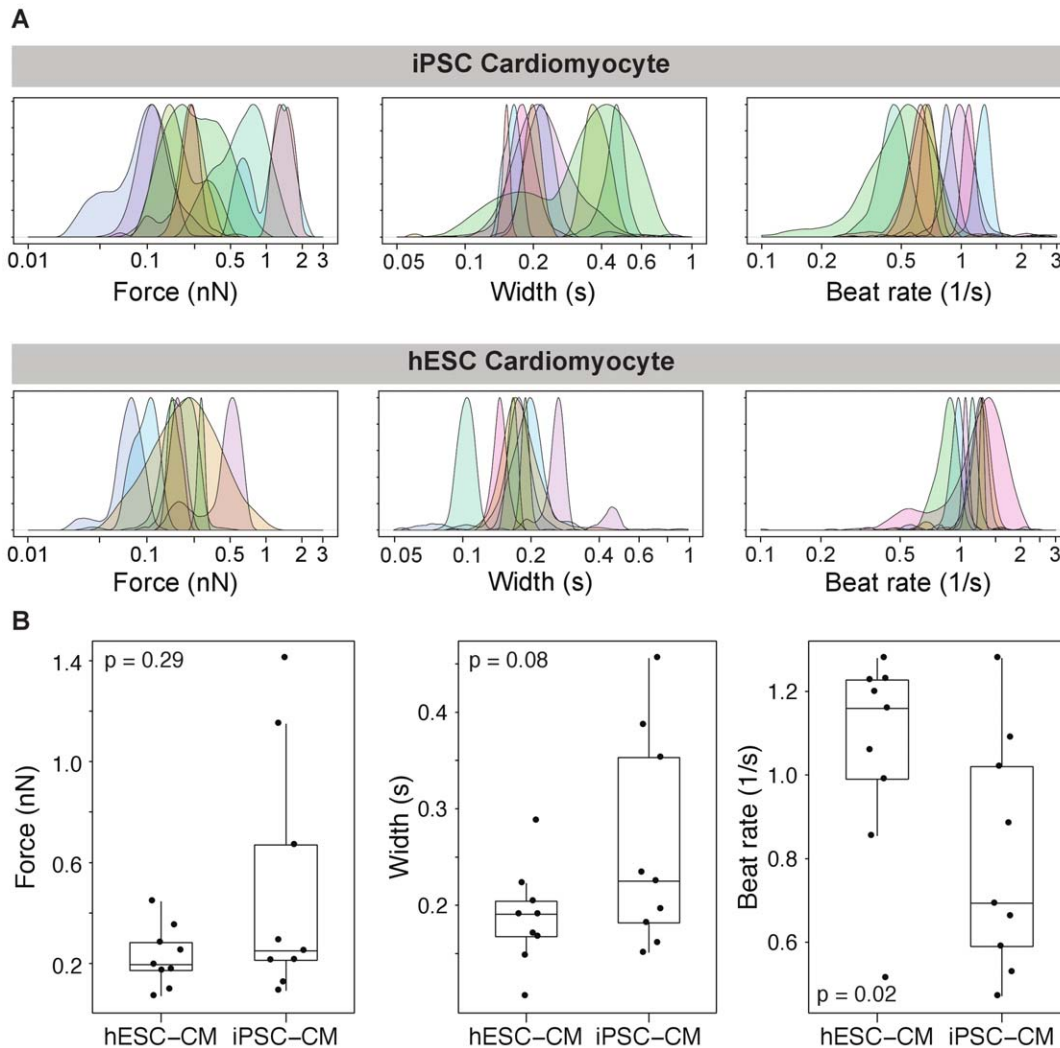 A
iPSC Cardiomyocyte
0.01 0.1 0.5 1 2 3
Force (nN)
0.05 0.1 0.2 0.4 0.6 1
Width (s)
0.1 0.5 1 2 3
Beat rate (1/s)
hESC Cardiomyocyte
0.01 0.1 0.5 1 2 3
Force (nN)
0.05 0.1 0.2 0.4 0.6 1
Width (s)
0.1 0.5 1 2 3
Beat rate (1/s)
B
p = 0.29
1.4
1.0
0.6
0.2
Force (nN)
hESC–CM iPSC–CM
p = 0.08
0.4
0.3
0.2
Width (s)
hESC–CM iPSC–CM
1.2
1.0
0.8
0.6
Beat rate (1/s)
p = 0.02
hESC–CM iPSC–CM